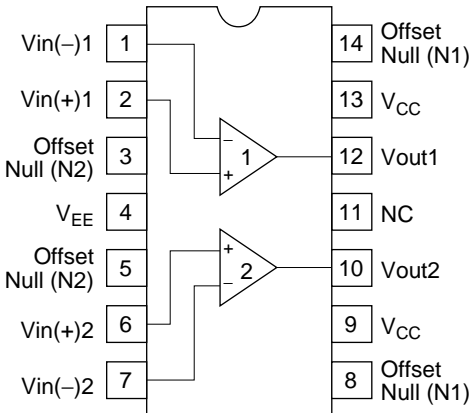 Vin(−)1 1
Vin(+)1 2
Offset
Null (N2) 3
VEE 4
Offset
Null (N2) 5
Vin(+)2 6
Vin(−)2 7
− 1
+
+
− 2
14 Offset
Null (N1)
13 VCC
12 Vout1
11 NC
10 Vout2
9 VCC
8 Offset
Null (N1)